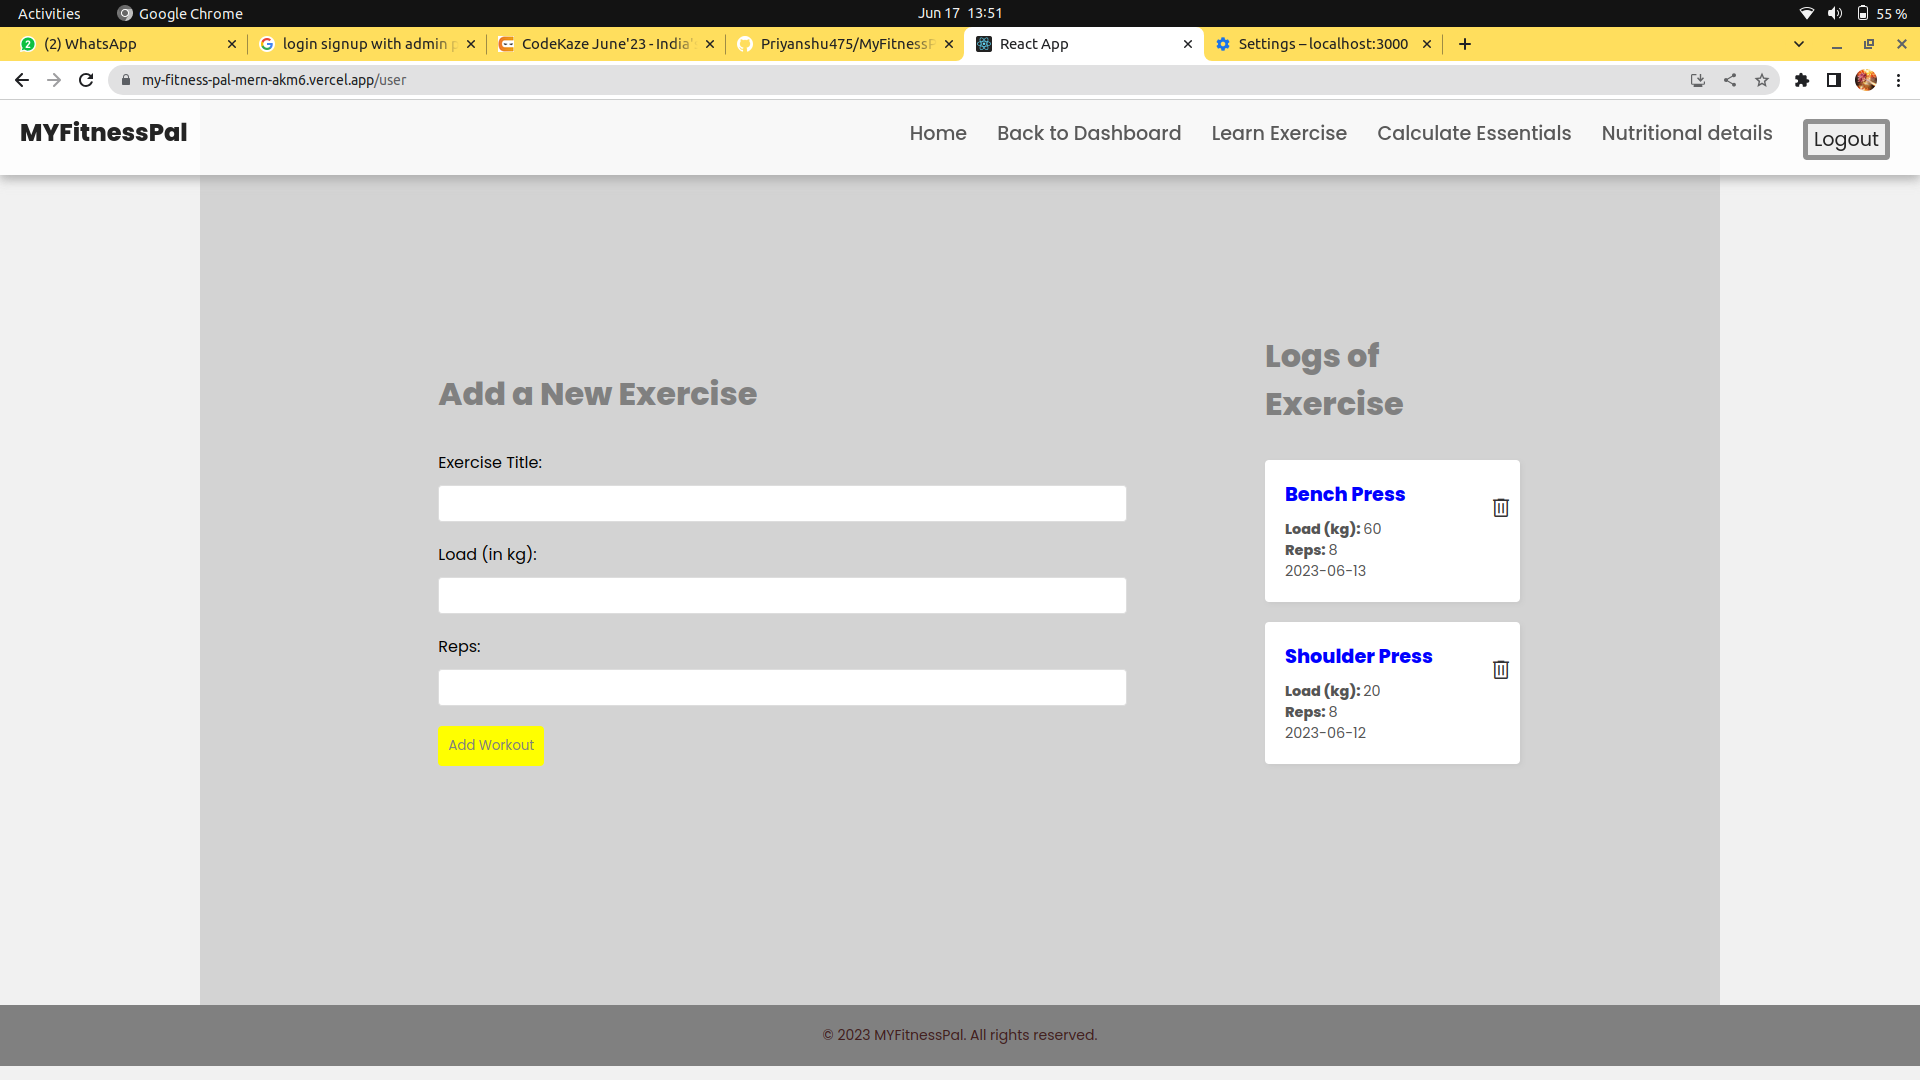 Activities
Google Chrome
Jun 17 13:51
55 %
2
(2) WhatsApp
login signup with admin p
CodeKaze June'23 - India's
Priyanshu475/MyFitnessP
React App
Settings – localhost:3000
my-fitness-pal-mern-akm6.vercel.app/user
MYFitnessPal
Home
Back to Dashboard
Learn Exercise
Calculate Essentials
Nutritional details
Logout
Add a New Exercise
Exercise Title:
Load (in kg):
Reps:
Add Workout
Logs of
Exercise
Bench Press
Load (kg): 60
Reps: 8
2023-06-13
Shoulder Press
Load (kg): 20
Reps: 8
2023-06-12
© 2023 MYFitnessPal. All rights reserved.